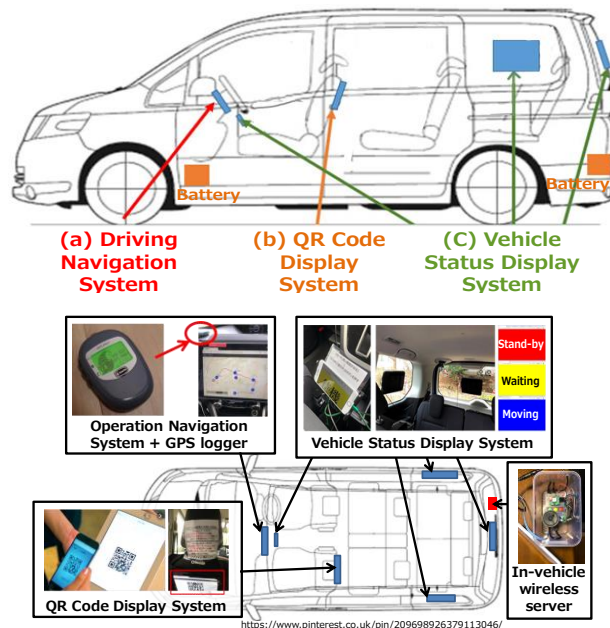 Battery
Battery
(a) Driving
Navigation
System
(b) QR Code
Display
System
(C) Vehicle
Status Display
System
Operation Navigation
System + GPS logger
Vehicle Status Display System
Stand-by
Waiting
Moving
QR Code Display System
In-vehicle
wireless
server
https://www.pinterest.co.uk/pin/209698926379113046/